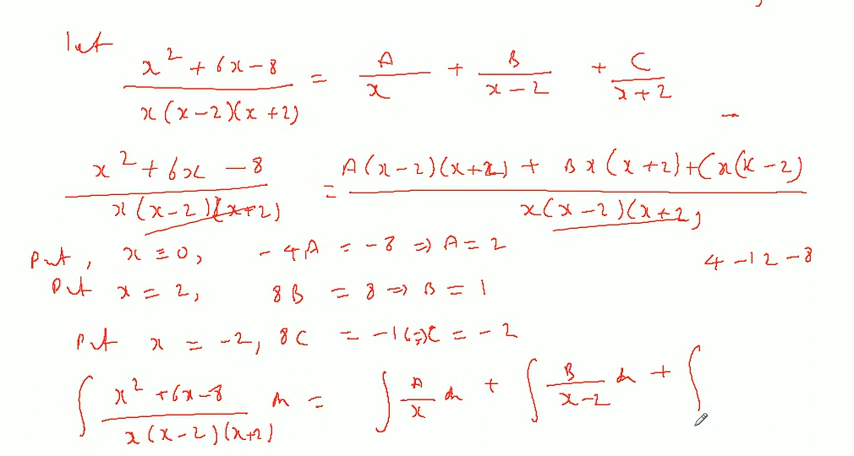 let
x² + 6x - 8 / x(x-2)(x+2) = A / x + B / x-2 + C / x+2
x² + 6x - 8 / x(x-2)(x+2) = A(x-2)(x+2) + Bx(x+2) + Cx(x-2) / x(x-2)(x+2)
Put, x = 0, -4A = -8 => A = 2
4 -12 -8
Put x = 2, 8B = 8 => B = 1
Put x = -2, 8C = -16 => C = -2
∫ x² + 6x - 8 / x(x-2)(x+2) dx = ∫ A / x dx + ∫ B / x-2 dx + ∫